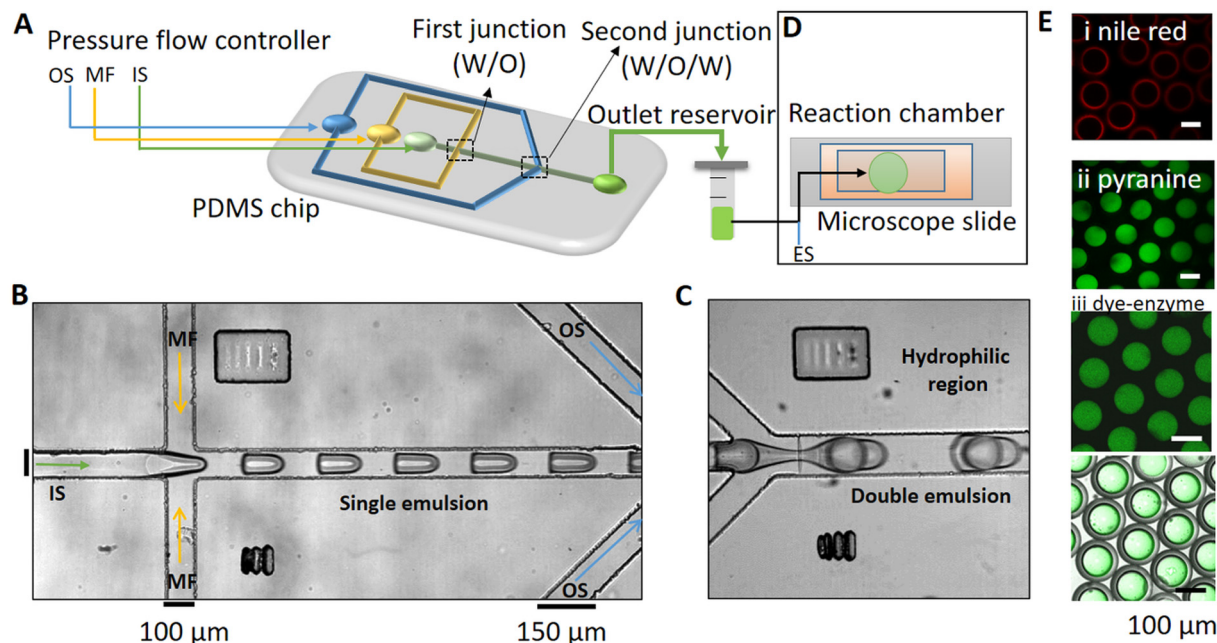 A
Pressure flow controller
OS MF IS
First junction
(W/O)
Second junction
(W/O/W)
Outlet reservoir
PDMS chip
D
Reaction chamber
Microscope slide
ES
E
i nile red
ii pyranine
iii dye-enzyme
100 µm
B
MF
OS
IS
Single emulsion
MF
OS
100 µm
150 µm
C
Hydrophilic
region
Double emulsion